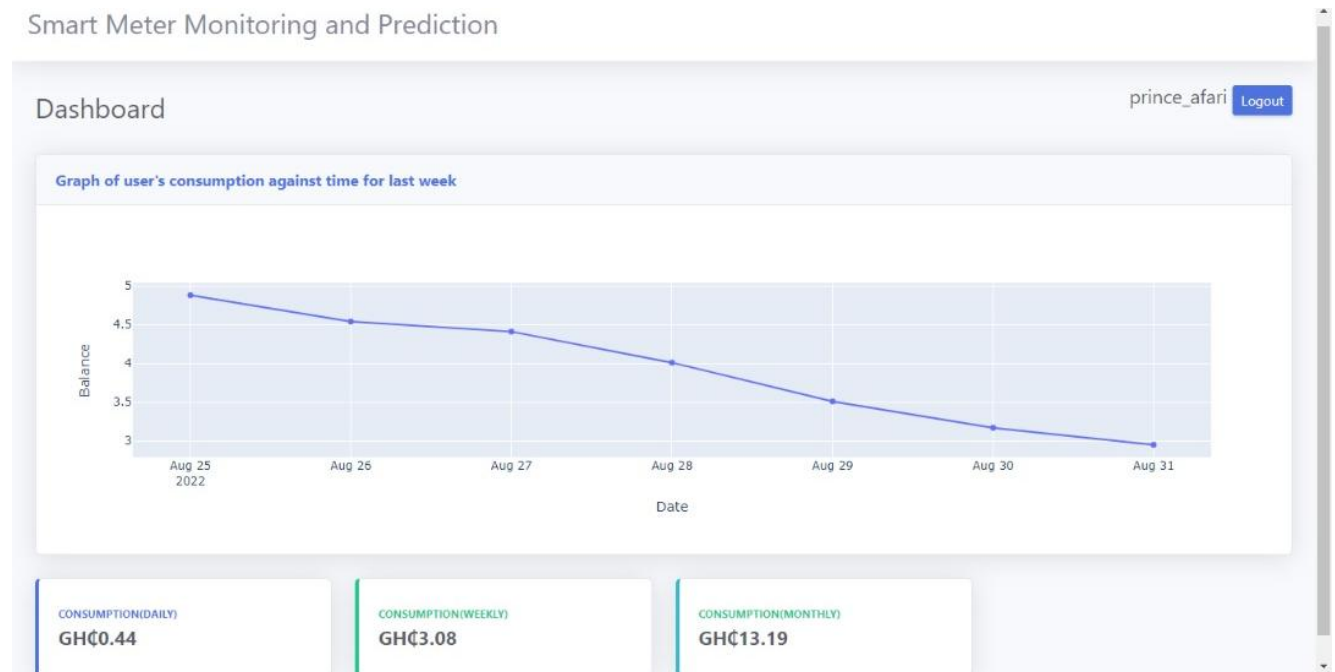 Smart Meter Monitoring and Prediction
Dashboard
prince_afari Logout
Graph of user's consumption against time for last week
Balance
5
4.5
4
3.5
3
Aug 25 Aug 26 Aug 27 Aug 28 Aug 29 Aug 30 Aug 31
2022
Date
CONSUMPTION(DAILY) CONSUMPTION(WEEKLY) CONSUMPTION(MONTHLY)
GH₵0.44 GH₵3.08 GH₵13.19